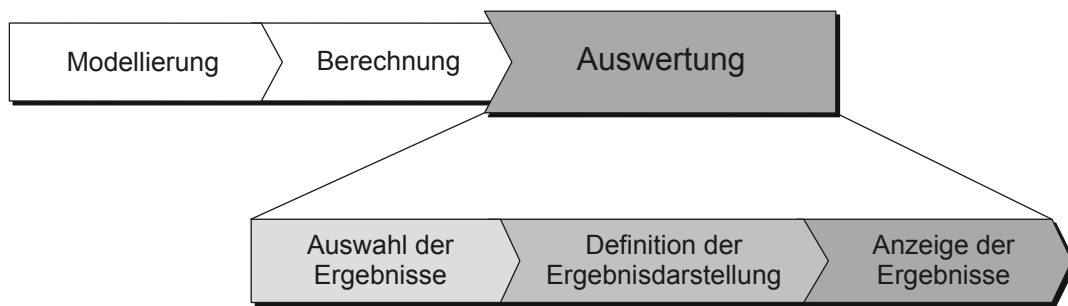 Modellierung
Berechnung
Auswertung
Auswahl der
Ergebnisse
Definition der
Ergebnisdarstellung
Anzeige der
Ergebnisse